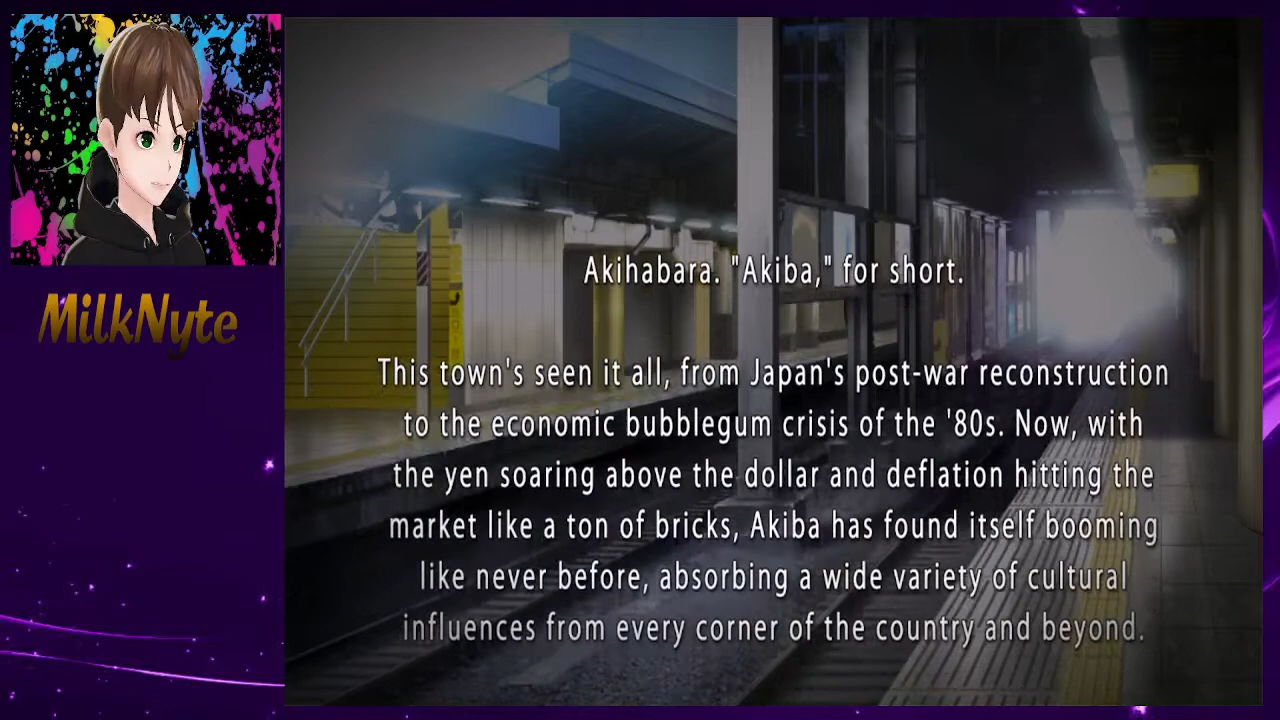 MilkNyte
Akihabara. "Akiba," for short.
This town's seen it all, from Japan's post-war reconstruction
to the economic bubblegum crisis of the '80s. Now, with
the yen soaring above the dollar and deflation hitting the
market like a ton of bricks, Akiba has found itself booming
like never before, absorbing a wide variety of cultural
influences from every corner of the country and beyond.